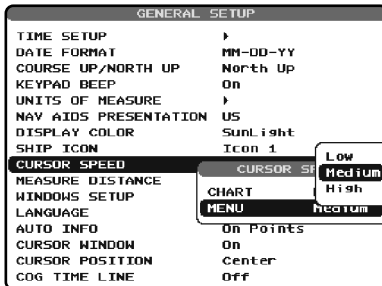 GENERAL SETUP
TIME SETUP
DATE FORMAT MM-DD-YY
COURSE UP/NORTH UP North Up
KEYPAD BEEP On
UNITS OF MEASURE
NAV AIDS PRESENTATION US
DISPLAY COLOR SunLight
SHIP ICON Icon 1
CURSOR SPEED
MEASURE DISTANCE
WINDOWS SETUP
LANGUAGE
AUTO INFO On Points
CURSOR WINDOW On
CURSOR POSITION Center
COG TIME LINE Off
CURSOR
CHART
MENU Medium
Low
Medium
High